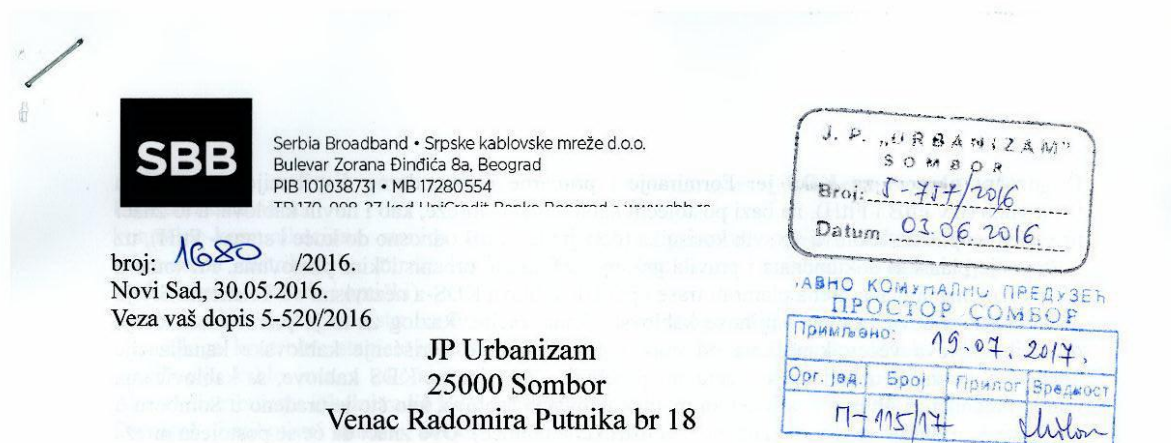 SBB
Serbia Broadband • Srpske kablovske mreže d.o.o.
Bulevar Zorana Đinđića 8a, Beograd
PIB 101038731 • MB 17280554
broj: 1680 /2016.
Novi Sad, 30.05.2016.
Veza vaš dopis 5-520/2016
JP Urbanizam
25000 Sombor
Venac Radomira Putnika br 18
J. P. „URBANIZAM”
SOMBOR
Broj: 5-777/2016
Datum 03.06.2016.
АВНО КОМУНАЛНО ПРЕДУЗЕЋ
ПРОСТОР СОМБОР
Примљено: 19.07.2017.
Орг. јед. Број Прилог Вредност
П-115/17